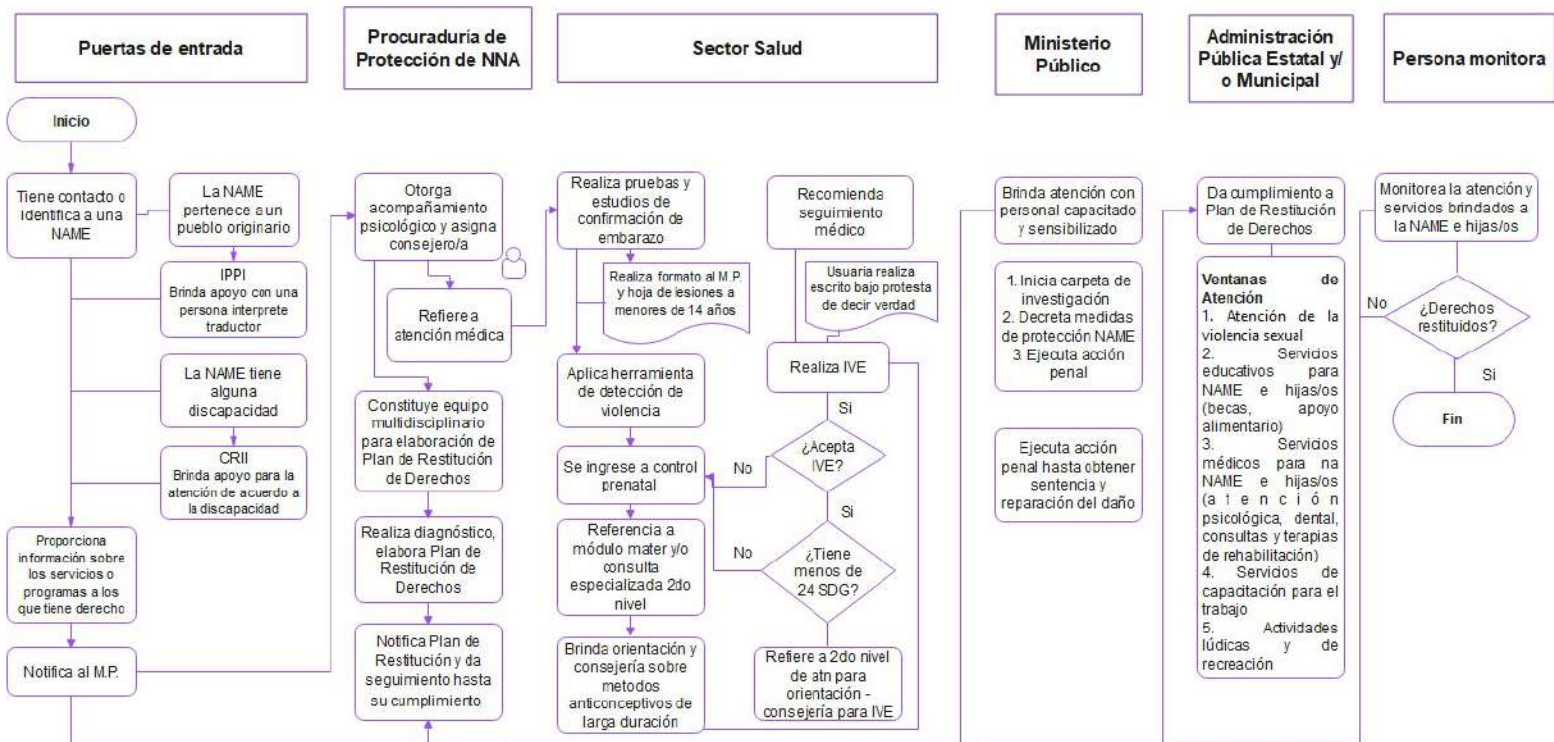 Puertas de entrada
Procuraduría de
Protección de NNA
Sector Salud
Ministerio
Público
Administración
Pública Estatal y/
o Municipal
Persona monitora
Inicio
Tiene contacto o
identifica a una
NAME
La NAME
pertenece a un
pueblo originario
IPPI
Brinda apoyo con una
persona interprete
traductor
La NAME tiene
alguna
discapacidad
CRII
Brinda apoyo para la
atención de acuerdo a
la discapacidad
Proporciona
información sobre
los servicios o
programas a los
que tiene derecho
Notifica al M.P.
Otorga
acompañamiento
psicológico y asigna
consejero/a
Refiere a
atención médica
Constituye equipo
multidisciplinario
para elaboración de
Plan de Restitución
de Derechos
Realiza diagnóstico,
elabora Plan de
Restitución de
Derechos
Notifica Plan de
Restitución y da
seguimiento hasta
su cumplimiento
Realiza pruebas y
estudios de
confirmación de
embarazo
Realiza formato al M.P.
y hoja de lesiones a
menores de 14 años
Aplica herramienta
de detección de
violencia
Se ingrese a control
prenatal
Referencia a
módulo mater y/o
consulta
especializada 2do
nivel
Brinda orientación y
consejería sobre
metodos
anticonceptivos de
larga duración
Recomienda
seguimiento
médico
Usuaria realiza
escrito bajo protesta
de decir verdad
Realiza IVE
Si
¿Acepta
IVE?
No
Si
¿Tiene
menos de
24 SDG?
No
Refiere a 2do nivel
de atn para
orientación -
consejería para IVE
Brinda atención con
personal capacitado
y sensibilizado
1. Inicia carpeta de
investigación
2. Decreta medidas
de protección NAME
3. Ejecuta acción
penal
Ejecuta acción
penal hasta obtener
sentencia y
reparación del daño
Da cumplimiento a
Plan de Restitución
de Derechos
Ventanas de
Atención
1. Atención de la
violencia sexual
2. Servicios
educativos para
NAME e hijas/os
(becas, apoyo
alimentario)
3. Servicios
médicos para na
NAME e hijas/os
(atención
psicológica, dental,
consultas y terapias
de rehabilitación)
4. Servicios de
capacitación para el
trabajo
5. Actividades
lúdicas y de
recreación
Monitorea la atención y
servicios brindados a
la NAME e hijas/os
No
¿Derechos
restituidos?
Si
Fin